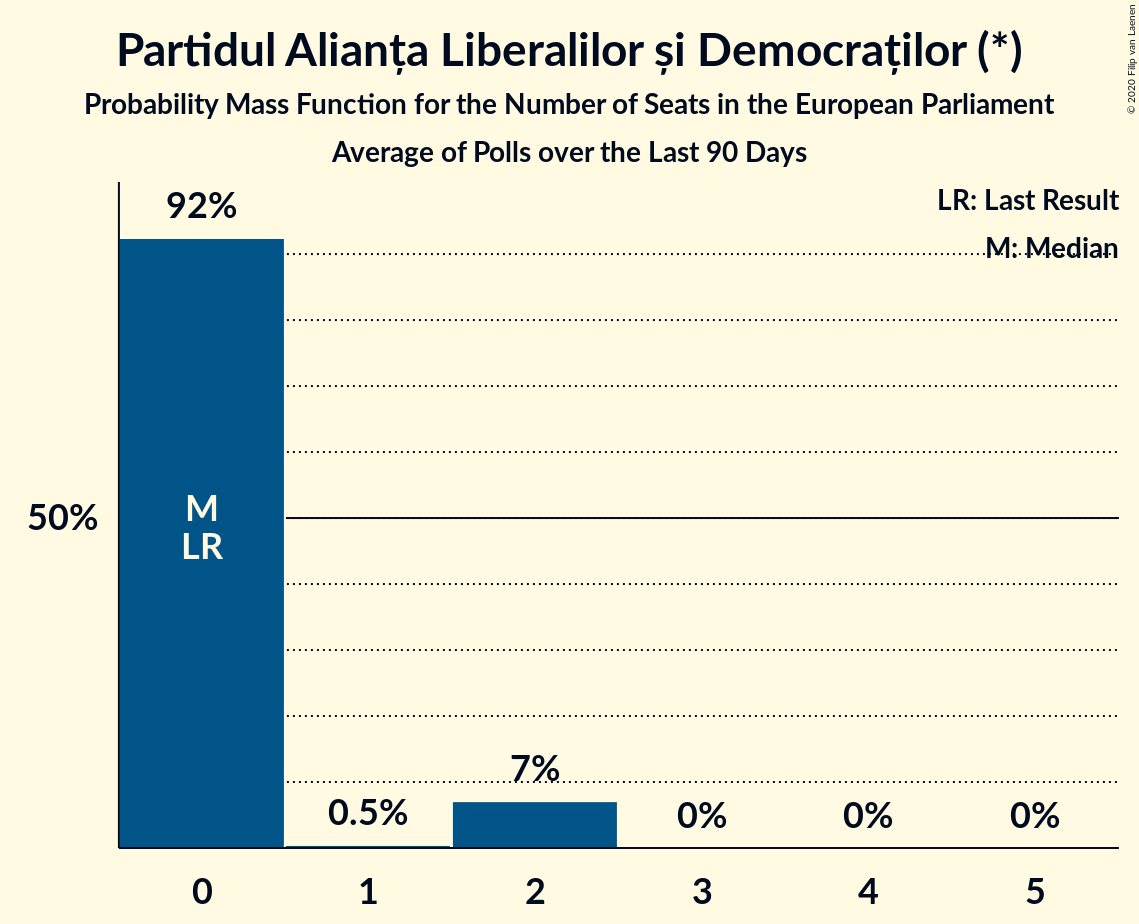 Partidul Alianța Liberalilor și Democraților (*)
Probability Mass Function for the Number of Seats in the European Parliament
Average of Polls over the Last 90 Days
© 2020 Filip van Laenen
LR: Last Result
M: Median
92%
50%
M
LR
0.5%
7%
0%
0%
0%
0
1
2
3
4
5